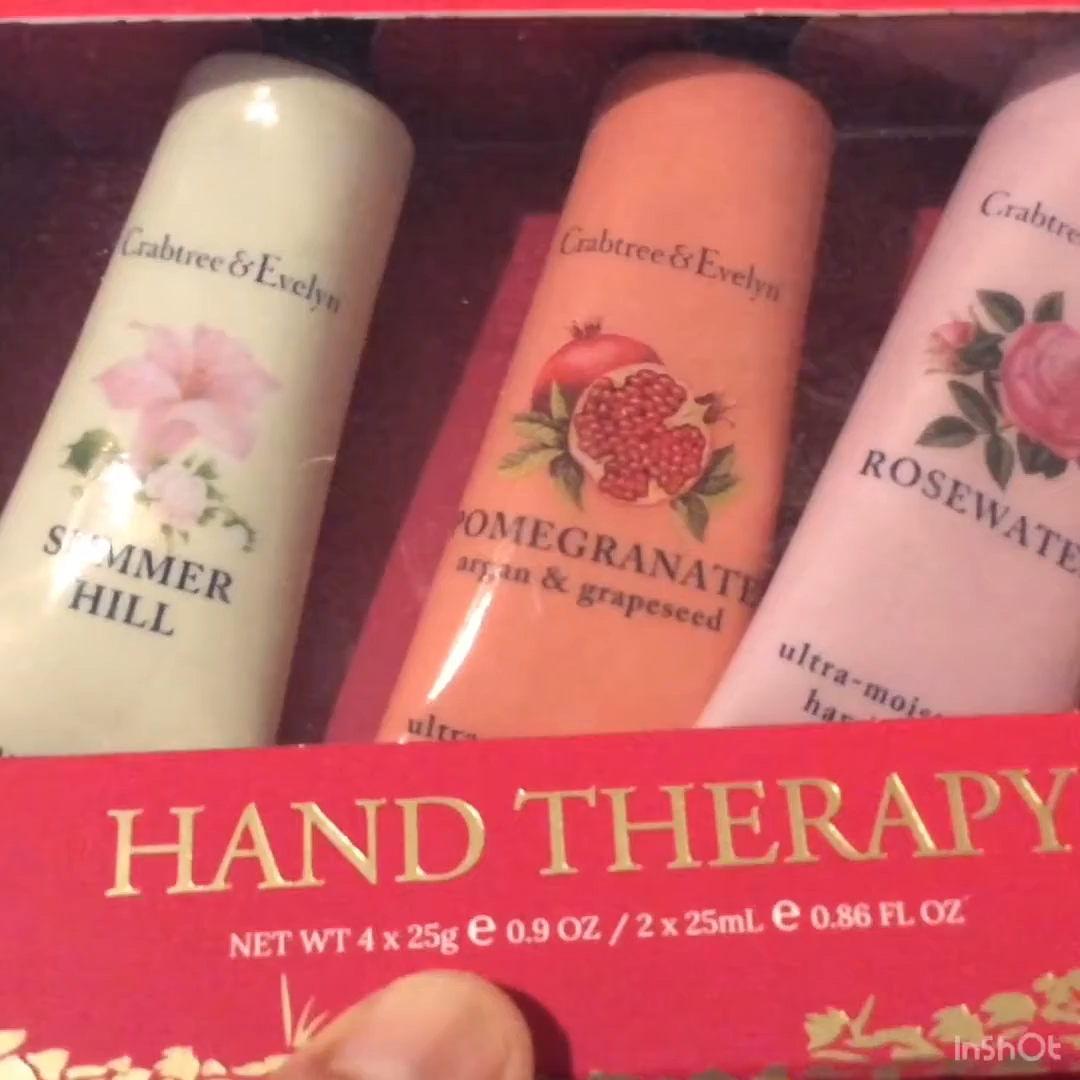 Crabtree & Evelyn
SUMMER
HILL
Crabtree & Evelyn
POMEGRANATE
argan & grapeseed
Crabtree
ROSEWATE
ultra-mois
HAND THERAPY
NET WT 4 x 25g e 0.9 OZ / 2 x 25mL e 0.86 FL OZ
InShOt